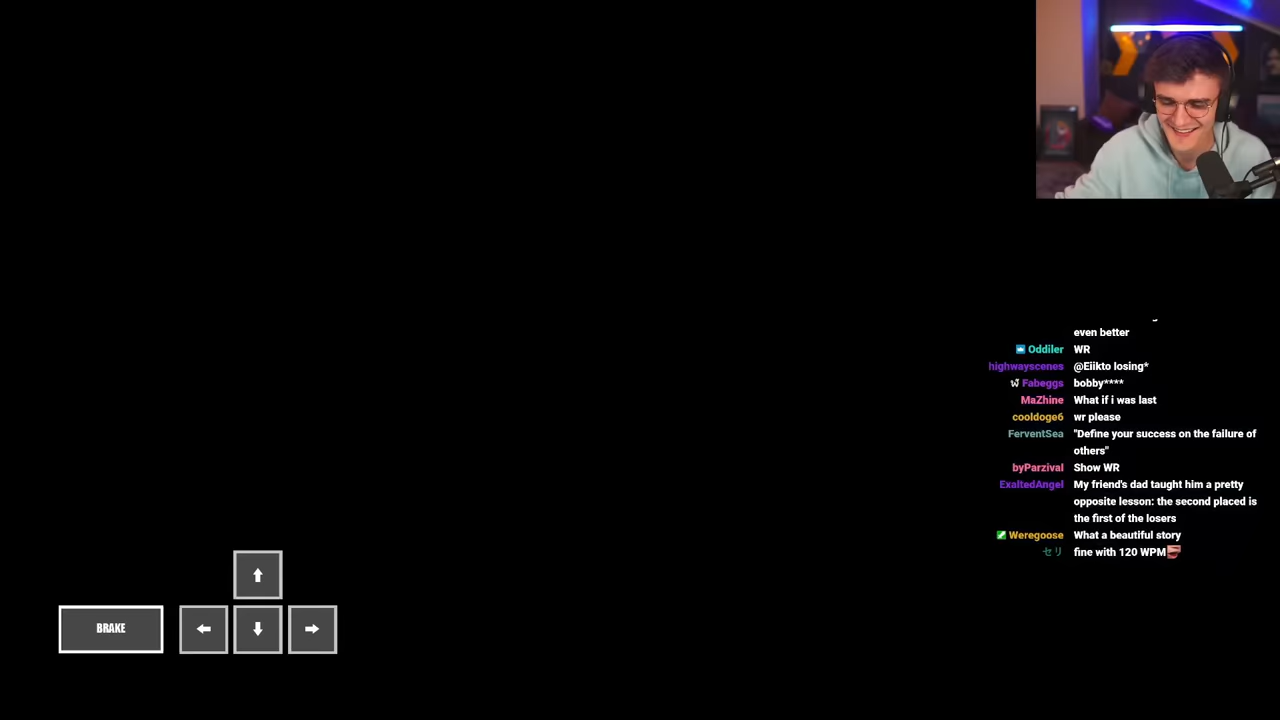 even better
Oddiler WR
highwayscenes @Eiikto losing*
Fabeggs bobby****
MaZhine What if i was last
cooldoge6 wr please
FerventSea "Define your success on the failure of
others"
byParzival Show WR
ExaltedAngel My friend's dad taught him a pretty
opposite lesson: the second placed is
the first of the losers
Weregoose What a beautiful story
セリ fine with 120 WPM
BRAKE